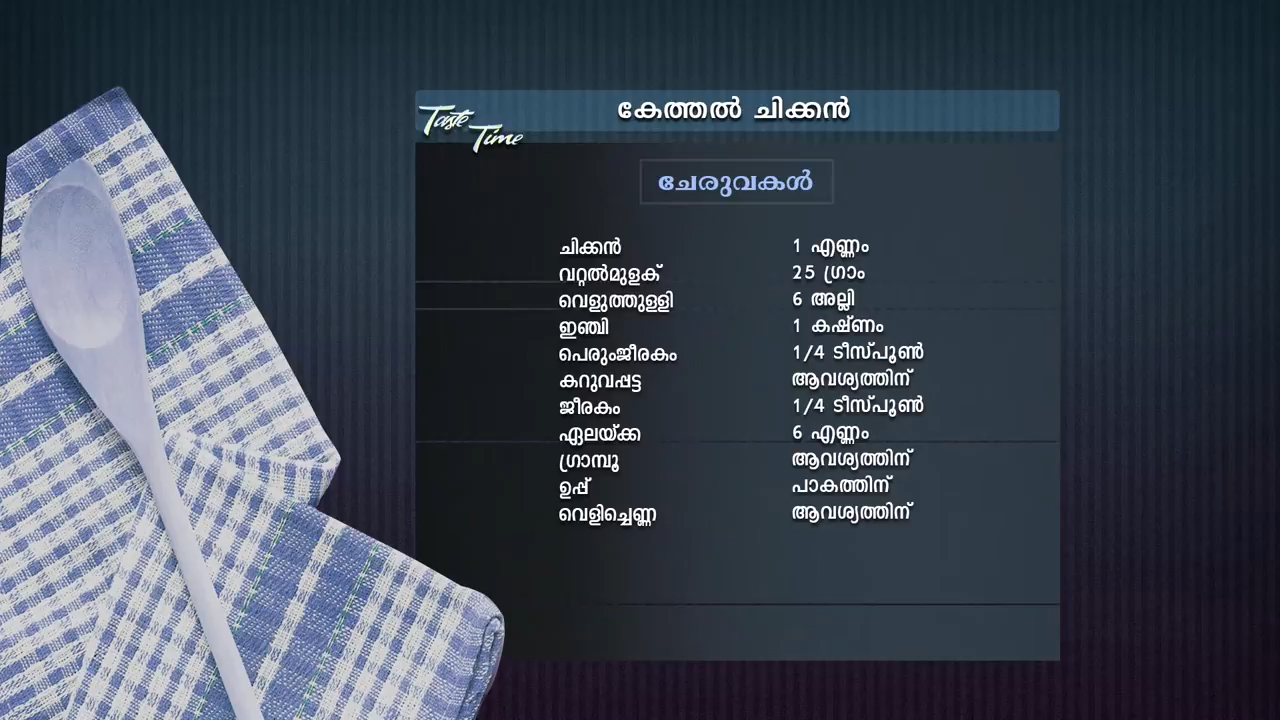 Taste Time
കേത്തൽ ചിക്കൻ
ചേരുവകൾ
ചിക്കൻ 1 എണ്ണം
വറ്റൽമുളക് 25 ഗ്രാം
വെളുത്തുള്ളി 6 അല്ലി
ഇഞ്ചി 1 കഷ്ണം
പെരുംജീരകം 1/4 ടീസ്പൂൺ
കറുവപ്പട്ട ആവശ്യത്തിന്
ജീരകം 1/4 ടീസ്പൂൺ
ഏലയ്ക്ക 6 എണ്ണം
ഗ്രാമ്പൂ ആവശ്യത്തിന്
ഉപ്പ് പാകത്തിന്
വെളിച്ചെണ്ണ ആവശ്യത്തിന്